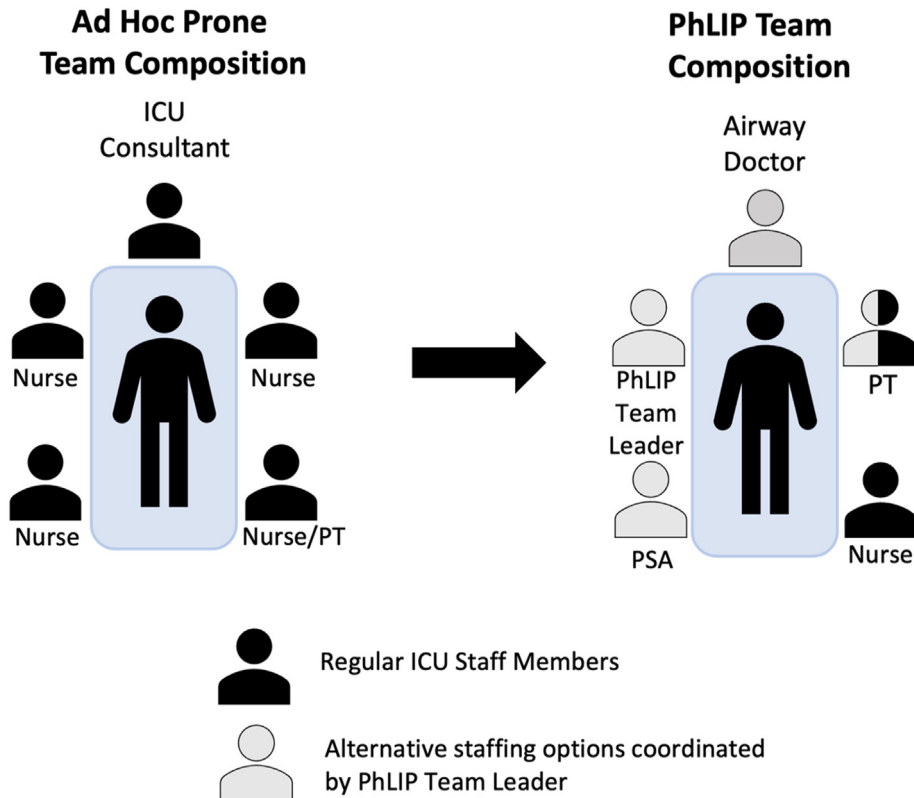 Ad Hoc Prone
Team Composition
ICU
Consultant
Nurse
Nurse
Nurse
Nurse/PT
PhLIP Team
Composition
Airway
Doctor
PhLIP
Team
Leader
PT
PSA
Nurse
Regular ICU Staff Members
Alternative staffing options coordinated
by PhLIP Team Leader